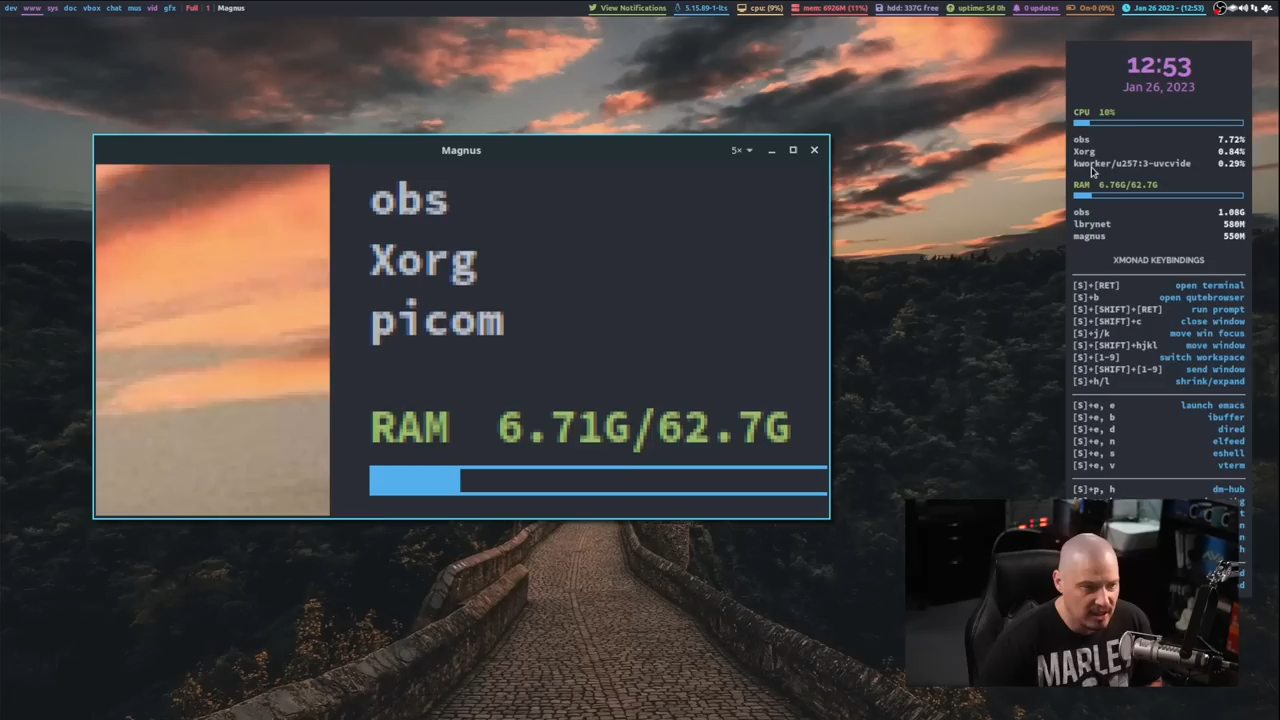 dev www sys doc vbox chat mus vid gfx | Full | 1 | Magnus
View Notifications 5.15.89-1-lts cpu: (9%) mem: 6926M (11%) hdd: 337G free uptime: 5d 0h 0 updates On-0 (0%) Jan 26 2023 - (12:53)
Magnus
5×
obs
Xorg
picom
RAM 6.71G/62.7G
12:53
Jan 26, 2023
CPU 10%
obs 7.72%
Xorg 0.84%
kworker/u257:3-uvcvide 0.29%
RAM 6.76G/62.7G
obs 1.08G
lbrynet 580M
magnus 550M
XMONAD KEYBINDINGS
[S]+[RET] open terminal
[S]+b open qutebrowser
[S]+[SHIFT]+[RET] run prompt
[S]+[SHIFT]+c close window
[S]+j/k move win focus
[S]+[SHIFT]+hjkl move window
[S]+[1-9] switch workspace
[S]+[SHIFT]+[1-9] send window
[S]+h/l shrink/expand
[S]+e, e launch emacs
[S]+e, b ibuffer
[S]+e, d dired
[S]+e, n elfeed
[S]+e, s eshell
[S]+e, v vterm
[S]+p, h dm-hub
MARLEY